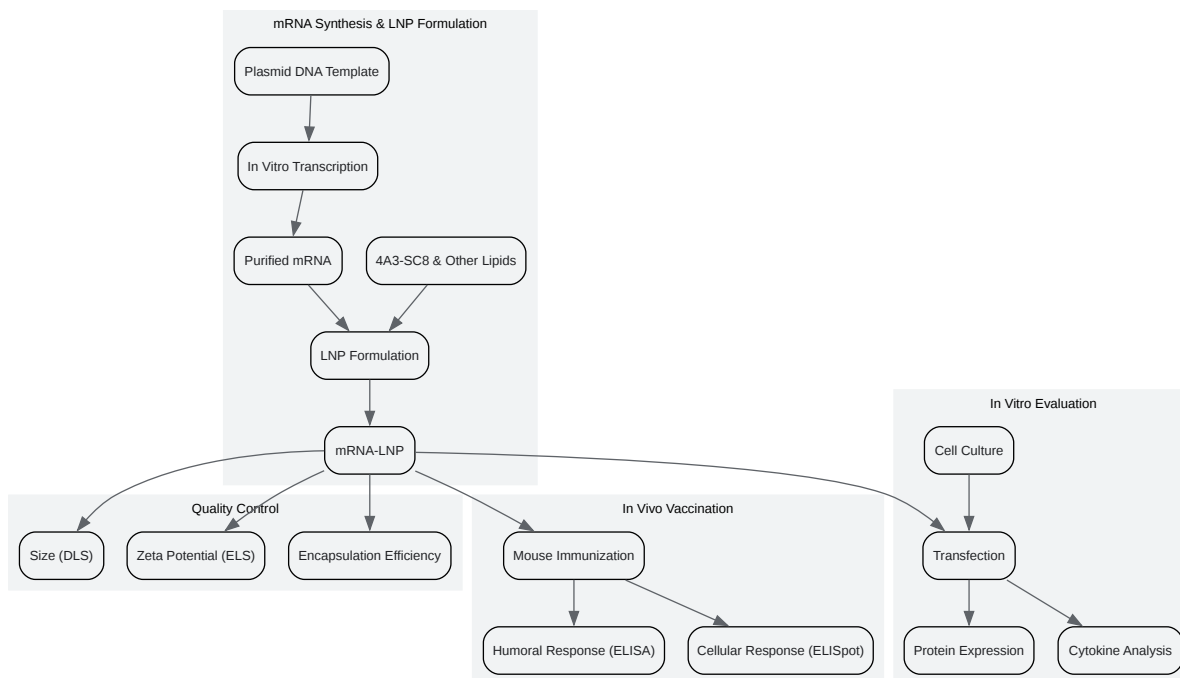 mRNA Synthesis & LNP Formulation
Plasmid DNA Template
In Vitro Transcription
Purified mRNA
4A3-SC8 & Other Lipids
LNP Formulation
mRNA-LNP
Quality Control
Size (DLS)
Zeta Potential (ELS)
Encapsulation Efficiency
In Vivo Vaccination
Mouse Immunization
Humoral Response (ELISA)
Cellular Response (ELISpot)
In Vitro Evaluation
Cell Culture
Transfection
Protein Expression
Cytokine Analysis